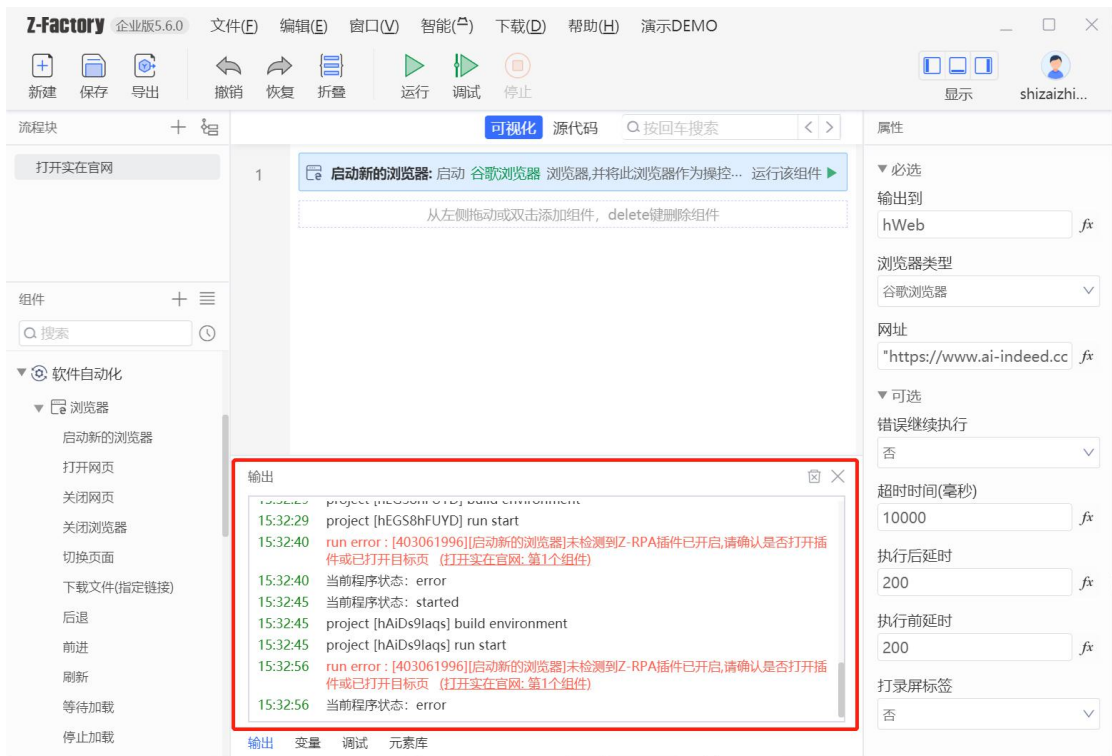 Z-Factory 企业版5.6.0 文件(F) 编辑(E) 窗口(V) 智能(凸) 下载(D) 帮助(H) 演示DEMO
新建 保存 导出 撤销 恢复 折叠 运行 调试 停止 显示 shizaizhi...
流程块
可视化 源代码 按回车搜索 < >
属性
打开实在官网
1 启动新的浏览器: 启动 谷歌浏览器 浏览器,并将此浏览器作为操控··· 运行该组件
从左侧拖动或双击添加组件，delete键删除组件
必选
输出到
hWeb fx
浏览器类型
谷歌浏览器
网址
"https://www.ai-indeed.cc fx
可选
错误继续执行
否
超时时间(毫秒)
10000 fx
执行后延时
200 fx
执行前延时
200 fx
打录屏标签
否
组件
搜索
软件自动化
浏览器
启动新的浏览器
打开网页
关闭网页
关闭浏览器
切换页面
下载文件(指定链接)
后退
前进
刷新
等待加载
停止加载
输出
15:32:29 project [hEGS8hFUYD] build environment
15:32:29 project [hEGS8hFUYD] run start
15:32:40 run error : [403061996][启动新的浏览器]未检测到Z-RPA插件已开启,请确认是否打开插
件或已打开目标页 (打开实在官网: 第1个组件)
15:32:40 当前程序状态：error
15:32:45 当前程序状态：started
15:32:45 project [hAiDs9laqs] build environment
15:32:45 project [hAiDs9laqs] run start
15:32:56 run error : [403061996][启动新的浏览器]未检测到Z-RPA插件已开启,请确认是否打开插
件或已打开目标页 (打开实在官网: 第1个组件)
15:32:56 当前程序状态：error
输出 变量 调试 元素库